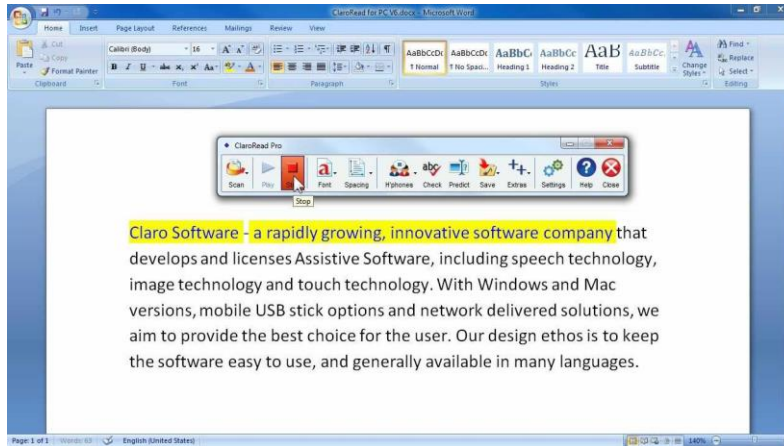 ClaroRead for PC V6.docx - Microsoft Word
Home Insert Page Layout References Mailings Review View
Paste
Cut
Copy
Format Painter
Clipboard
Calibri (Body) 16
Font
Paragraph
AaBbCcDc AaBbCcDc AaBbC AaBbCc AaB AaBbCc.
¶ Normal ¶ No Spaci... Heading 1 Heading 2 Title Subtitle
Change Styles
Styles
Find
Replace
Select
Editing
ClaroRead Pro
Scan Play Font Spacing H'phones Check Predict Save Extras Settings Help Close
Stop
Claro Software - a rapidly growing, innovative software company that
develops and licenses Assistive Software, including speech technology,
image technology and touch technology. With Windows and Mac
versions, mobile USB stick options and network delivered solutions, we
aim to provide the best choice for the user. Our design ethos is to keep
the software easy to use, and generally available in many languages.
Page: 1 of 1 Words: 63 English (United States) 140%